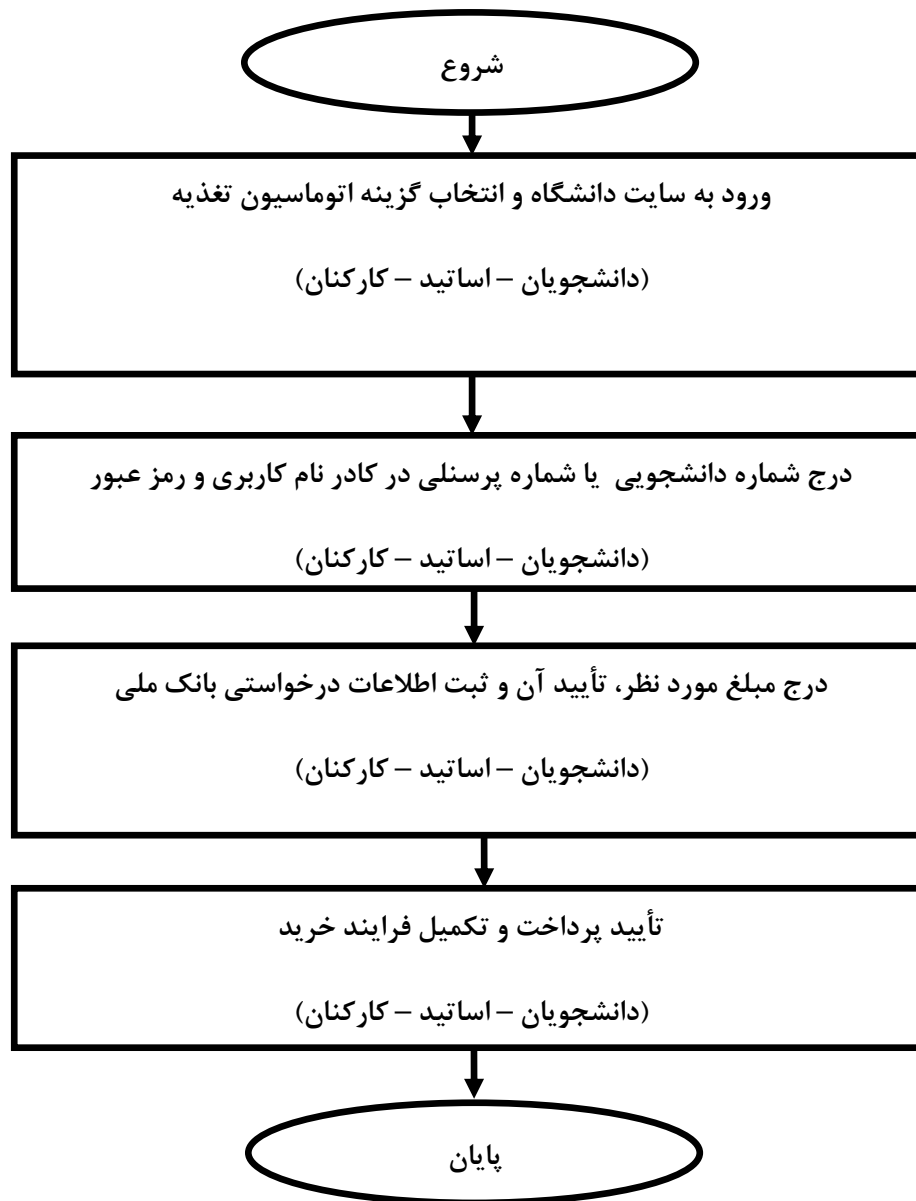 شروع
ورود به سایت دانشگاه و انتخاب گزینه اتوماسیون تغذیه
(دانشجویان – اساتید – کارکنان)
درج شماره دانشجویی  یا شماره پرسنلی در کادر نام کاربری و رمز عبور
(دانشجویان – اساتید – کارکنان)
درج مبلغ مورد نظر، تأیید آن و ثبت اطلاعات درخواستی بانک ملی
(دانشجویان – اساتید – کارکنان)
تأیید پرداخت و تکمیل فرایند خرید
(دانشجویان – اساتید – کارکنان)
پایان